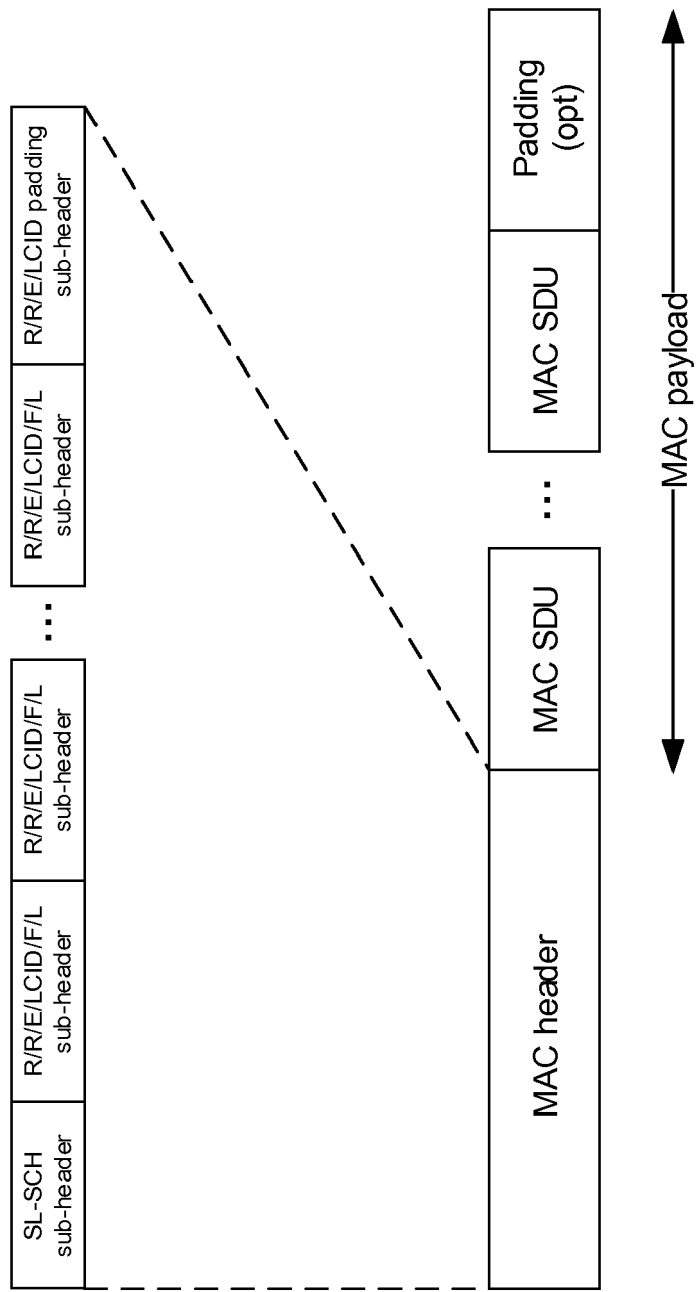 SL-SCH
sub-header
R/R/E/LCID/F/L
sub-header
R/R/E/LCID/F/L
sub-header
...
R/R/E/LCID/F/L
sub-header
R/R/E/LCID padding
sub-header
MAC header
MAC SDU
...
MAC SDU
Padding
(opt)
MAC payload